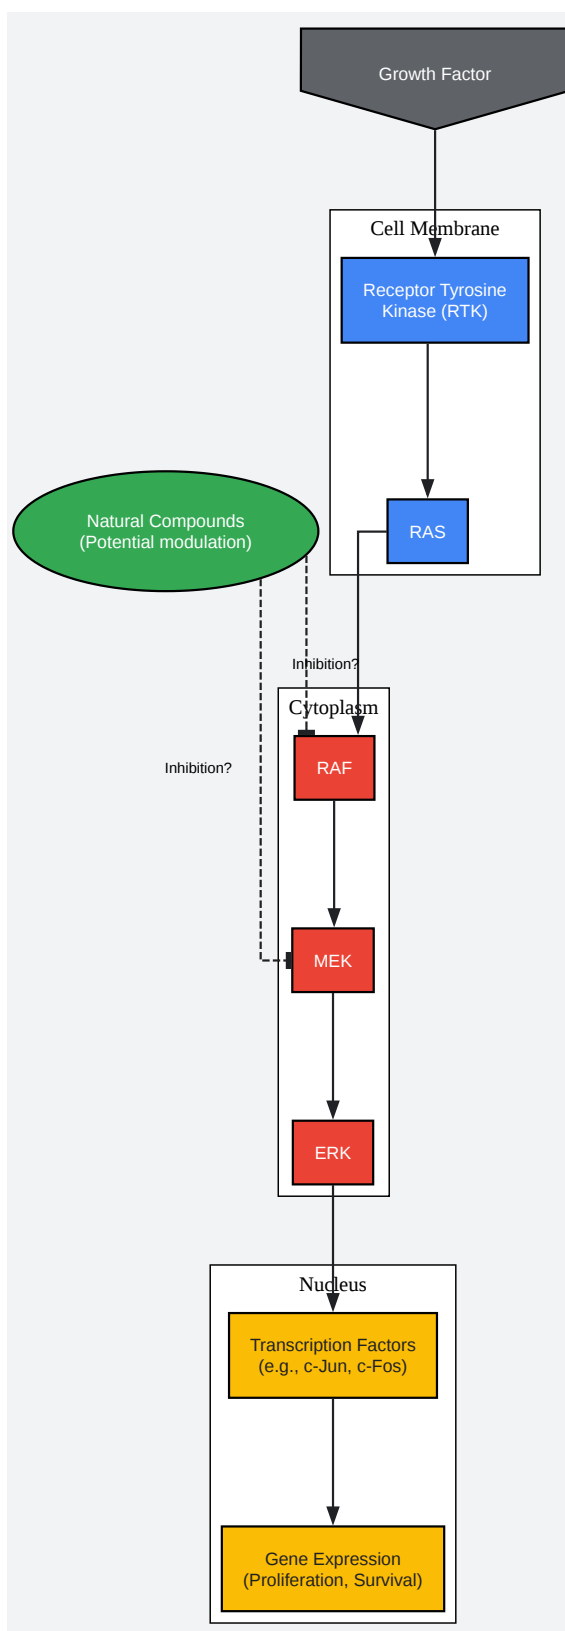 Growth Factor
Cell Membrane
Receptor Tyrosine
Kinase (RTK)
Natural Compounds
(Potential modulation)
RAS
Inhibition?
Cytoplasm
RAF
Inhibition?
MEK
ERK
Nucleus
Transcription Factors
(e.g., c-Jun, c-Fos)
Gene Expression
(Proliferation, Survival)